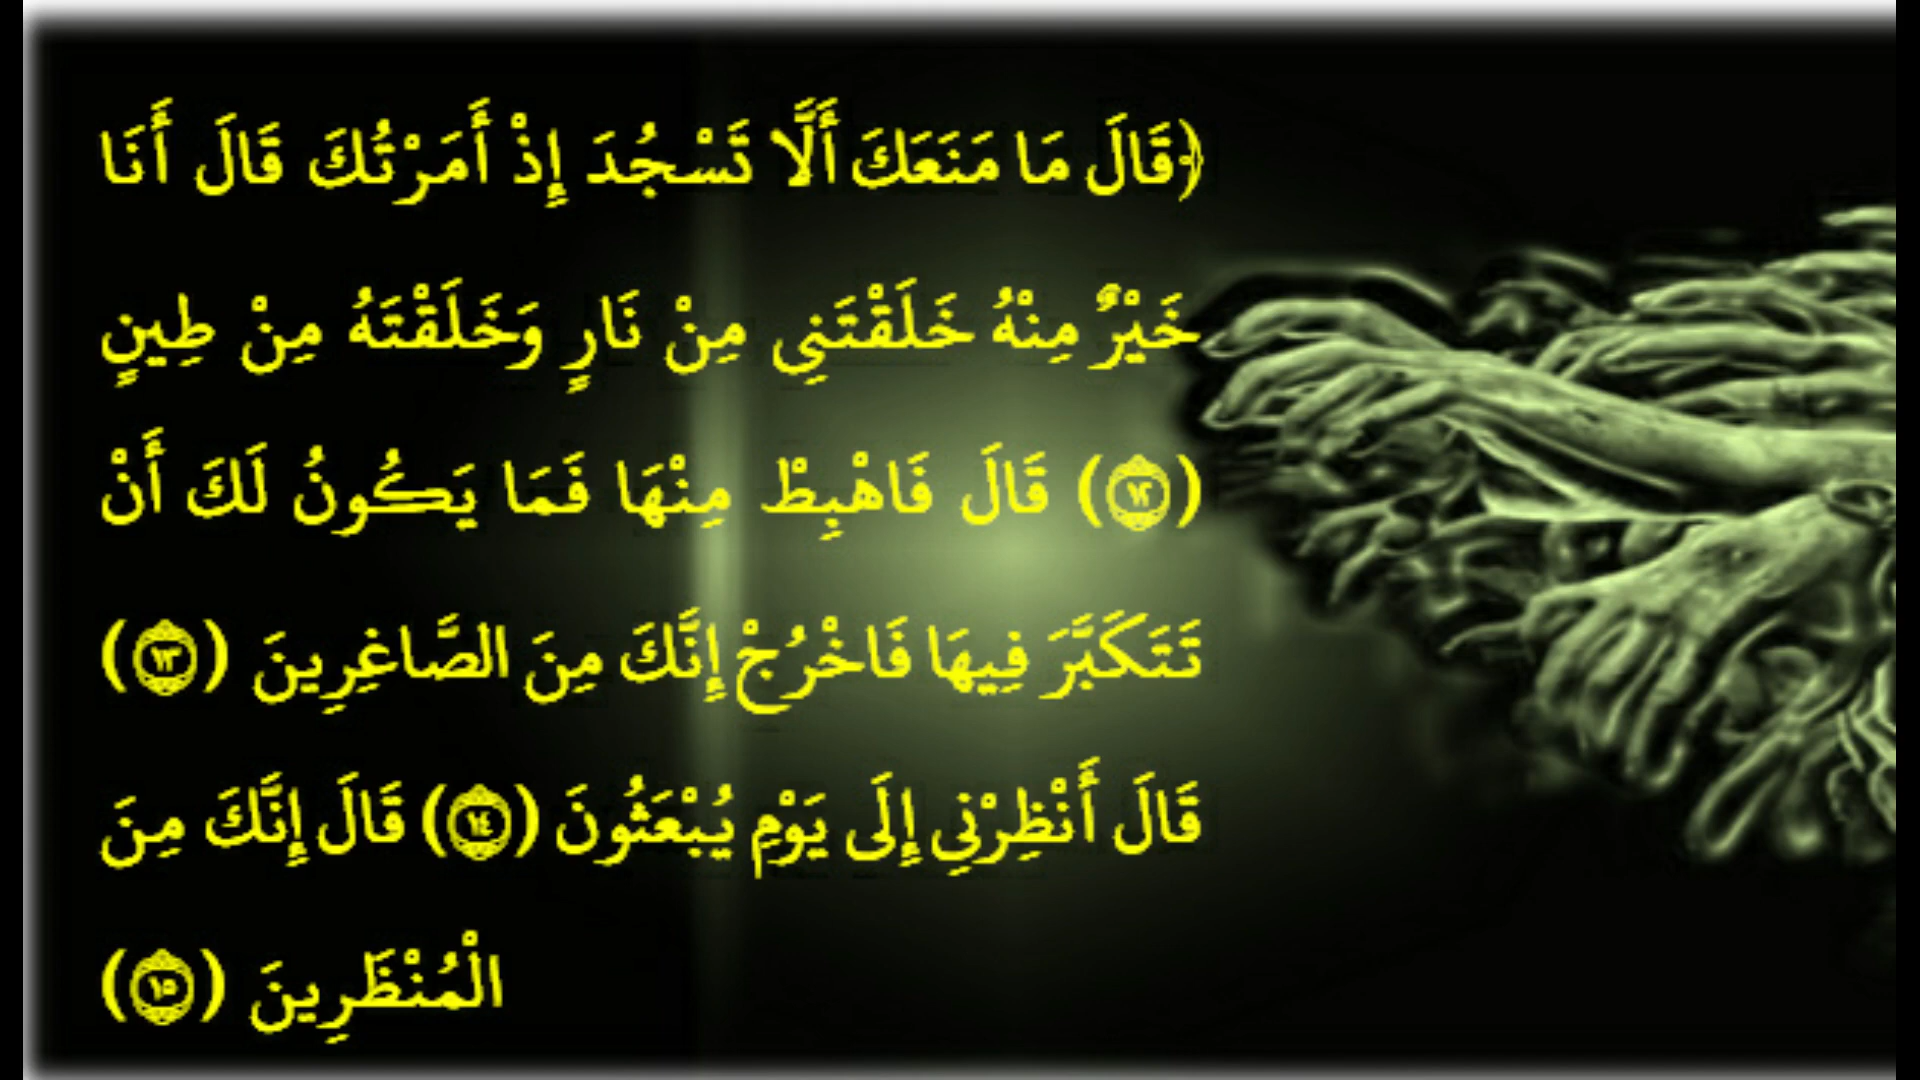 ﴿قَالَ مَا مَنَعَكَ أَلَّا تَسْجُدَ إِذْ أَمَرْتُكَ قَالَ أَنَا
خَيْرٌ مِنْهُ خَلَقْتَنِي مِنْ نَارٍ وَخَلَقْتَهُ مِنْ طِينٍ
(١٢) قَالَ فَاهْبِطْ مِنْهَا فَمَا يَكُونُ لَكَ أَنْ
تَتَكَبَّرَ فِيهَا فَاخْرُجْ إِنَّكَ مِنَ الصَّاغِرِينَ (١٣)
قَالَ أَنْظِرْنِي إِلَى يَوْمِ يُبْعَثُونَ (١٤) قَالَ إِنَّكَ مِنَ
الْمُنْظَرِينَ (١٥)